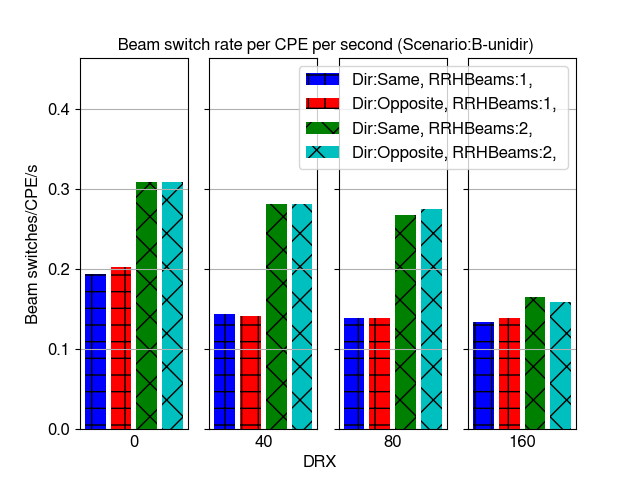 Beam switch rate per CPE per second (Scenario:B-unidir)
Dir:Same, RRHBeams:1,
Dir:Opposite, RRHBeams:1,
Dir:Same, RRHBeams:2,
Dir:Opposite, RRHBeams:2,
Beam switches/CPE/s
0.4
0.3
0.2
0.1
0.0
0 40 80 160
DRX